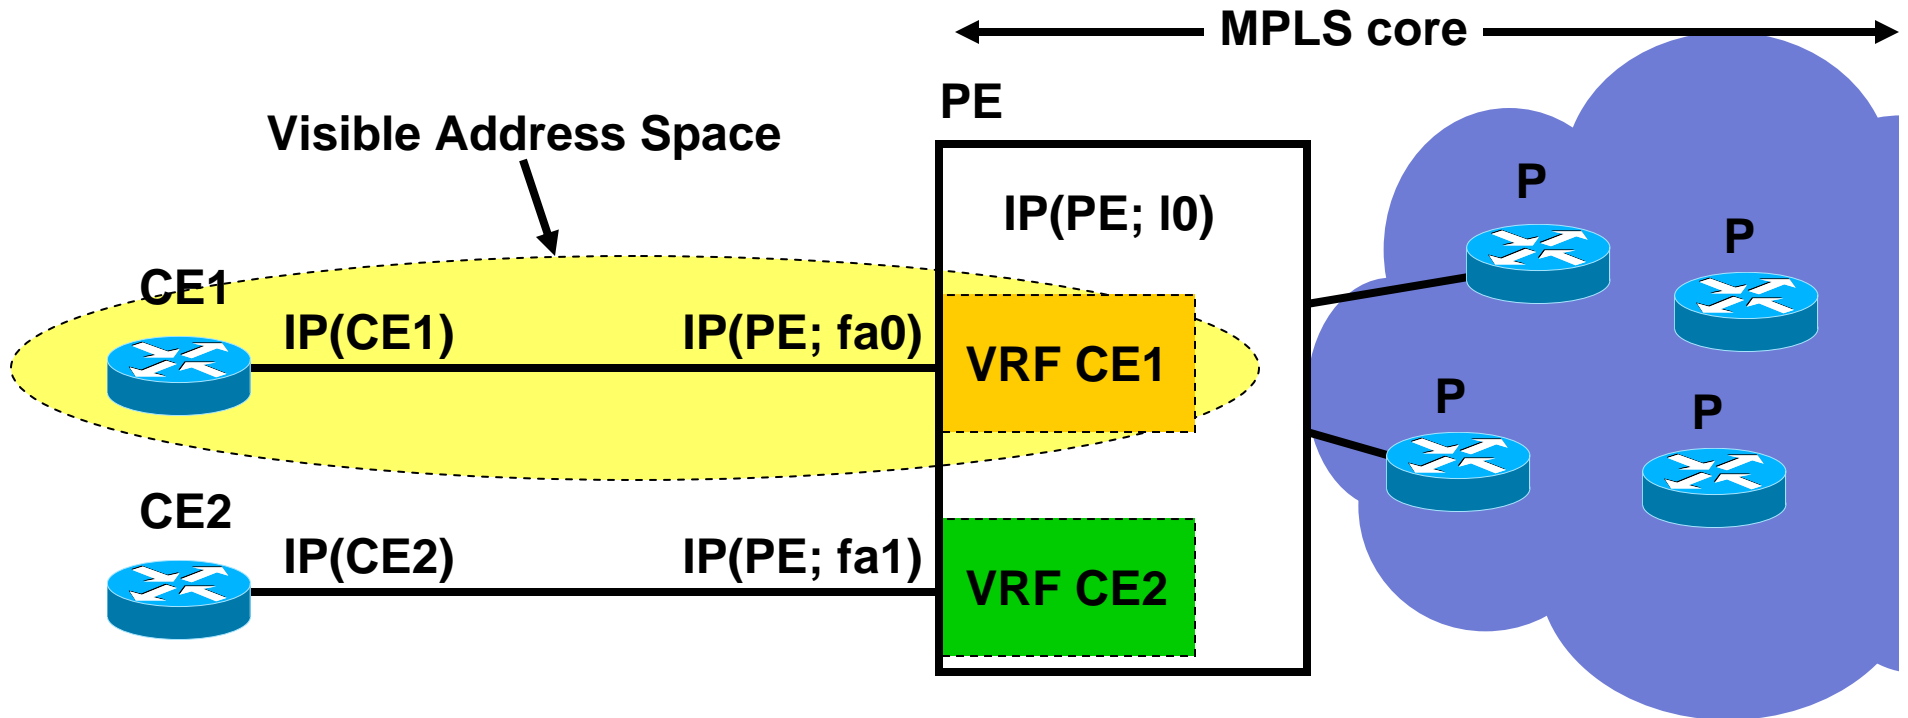 MPLS core
PE
Visible Address Space
P
IP(PE; l0)
P
CE1
IP(CE1)
IP(PE; fa0)
VRF CE1
P
P
CE2
IP(CE2)
IP(PE; fa1)
VRF CE2